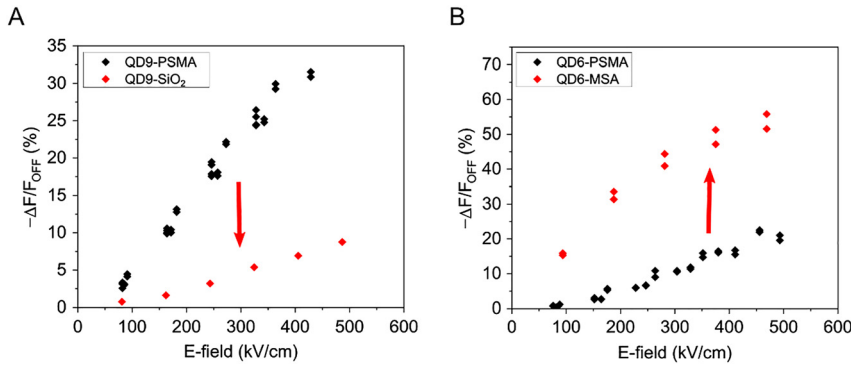 A
QD9-PSMA
QD9-SiO₂
−ΔF/F_OFF (%)
35
30
25
20
15
10
5
0
0 100 200 300 400 500 600
E-field (kV/cm)
B
QD6-PSMA
QD6-MSA
−ΔF/F_OFF (%)
70
60
50
40
30
20
10
0
0 100 200 300 400 500 600
E-field (kV/cm)